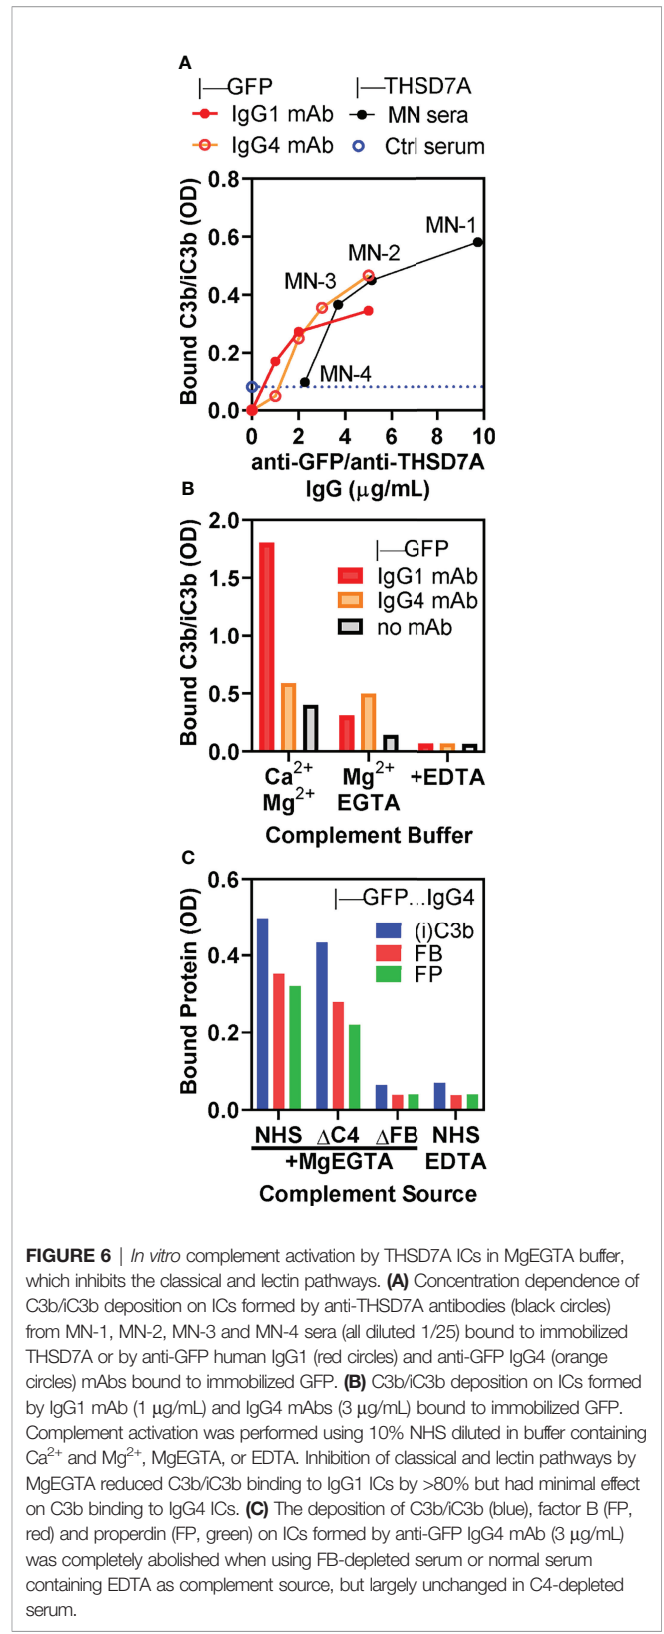 A
|—GFP |—THSD7A
IgG1 mAb MN sera
IgG4 mAb Ctrl serum
Bound C3b/iC3b (OD)
0.8
0.6
0.4
0.2
0.0
MN-1
MN-2
MN-3
MN-4
0 2 4 6 8 10
anti-GFP/anti-THSD7A
IgG (μg/mL)
B
Bound C3b/iC3b (OD)
2.0
1.5
1.0
0.5
0.0
|—GFP
IgG1 mAb
IgG4 mAb
no mAb
Ca²⁺ Mg²⁺ +EDTA
Mg²⁺ EGTA
Complement Buffer
C
Bound Protein (OD)
0.6
0.4
0.2
0.0
|—GFP...IgG4
(i)C3b
FB
FP
NHS ΔC4 ΔFB NHS
+MgEGTA EDTA
Complement Source
FIGURE 6 | In vitro complement activation by THSD7A ICs in MgEGTA buffer,
which inhibits the classical and lectin pathways. (A) Concentration dependence of
C3b/iC3b deposition on ICs formed by anti-THSD7A antibodies (black circles)
from MN-1, MN-2, MN-3 and MN-4 sera (all diluted 1/25) bound to immobilized
THSD7A or by anti-GFP human IgG1 (red circles) and anti-GFP IgG4 (orange
circles) mAbs bound to immobilized GFP. (B) C3b/iC3b deposition on ICs formed
by IgG1 mAb (1 μg/mL) and IgG4 mAbs (3 μg/mL) bound to immobilized GFP.
Complement activation was performed using 10% NHS diluted in buffer containing
Ca²⁺ and Mg²⁺, MgEGTA, or EDTA. Inhibition of classical and lectin pathways by
MgEGTA reduced C3b/iC3b binding to IgG1 ICs by >80% but had minimal effect
on C3b binding to IgG4 ICs. (C) The deposition of C3b/iC3b (blue), factor B (FP,
red) and properdin (FP, green) on ICs formed by anti-GFP IgG4 mAb (3 μg/mL)
was completely abolished when using FB-depleted serum or normal serum
containing EDTA as complement source, but largely unchanged in C4-depleted
serum.